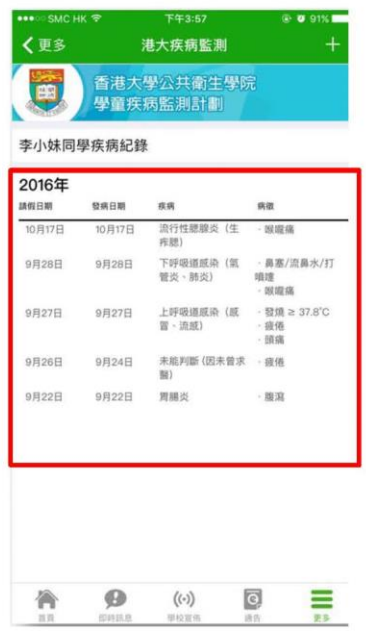 SMC HK 下午3:57 91%
更多 港大疾病監測 +
香港大學公共衞生學院
學童疾病監測計劃
李小妹同學疾病紀錄
2016年
請假日期 發病日期 疾病 病徵
10月17日 10月17日 流行性腮腺炎（生 · 喉嚨痛
痄腮）
9月28日 9月28日 下呼吸道感染（氣 · 鼻塞/流鼻水/打
管炎、肺炎） 噴嚏
· 喉嚨痛
9月27日 9月27日 上呼吸道感染（感 · 發燒 ≥ 37.8°C
冒、流感） · 疲倦
· 頭痛
9月26日 9月24日 未能判斷 (因未曾求 · 疲倦
醫)
9月22日 9月22日 胃腸炎 · 腹瀉
首頁 即時訊息 學校宣佈 通告 更多